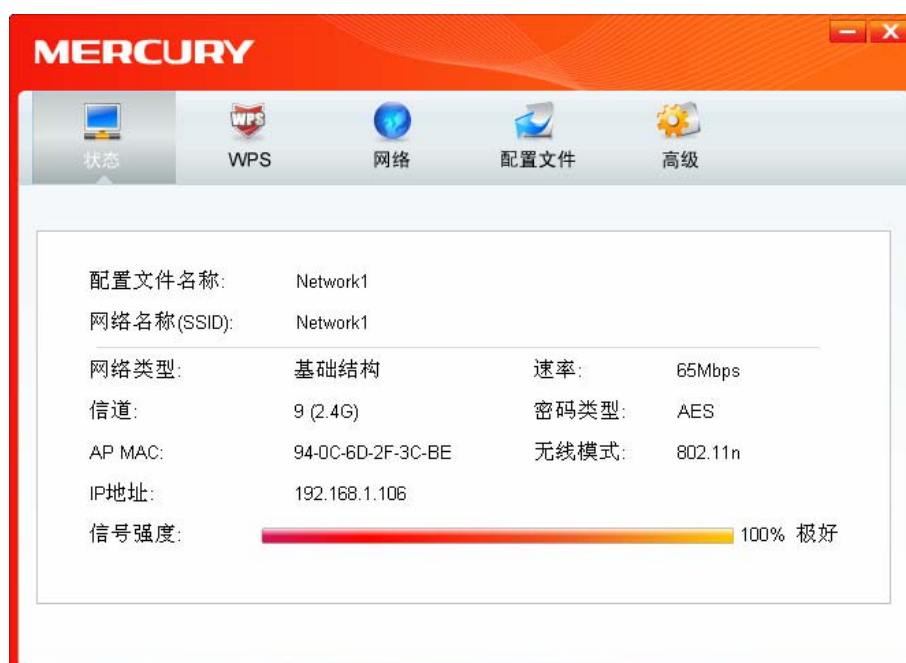 MERCURY
状态 WPS 网络 配置文件 高级
配置文件名称: Network1
网络名称(SSID): Network1
网络类型: 基础结构 速率: 65Mbps
信道: 9 (2.4G) 密码类型: AES
AP MAC: 94-0C-6D-2F-3C-BE 无线模式: 802.11n
IP地址: 192.168.1.106
信号强度: 100% 极好